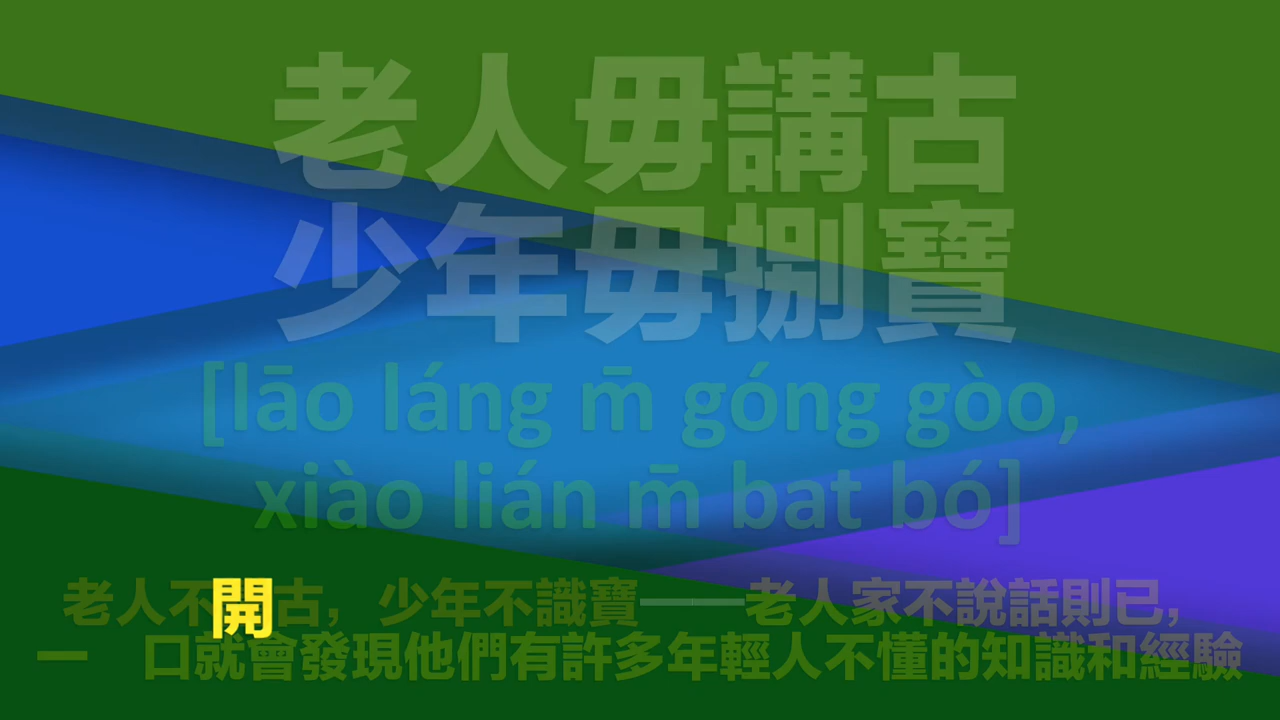 老人毋講古
少年毋捌寶
[lāo láng m̄ góng gòo,
xiào lián m̄ bat bó]
老人不開古，少年不識寶——老人家不說話則已，
一 口就會發現他們有許多年輕人不懂的知識和經驗